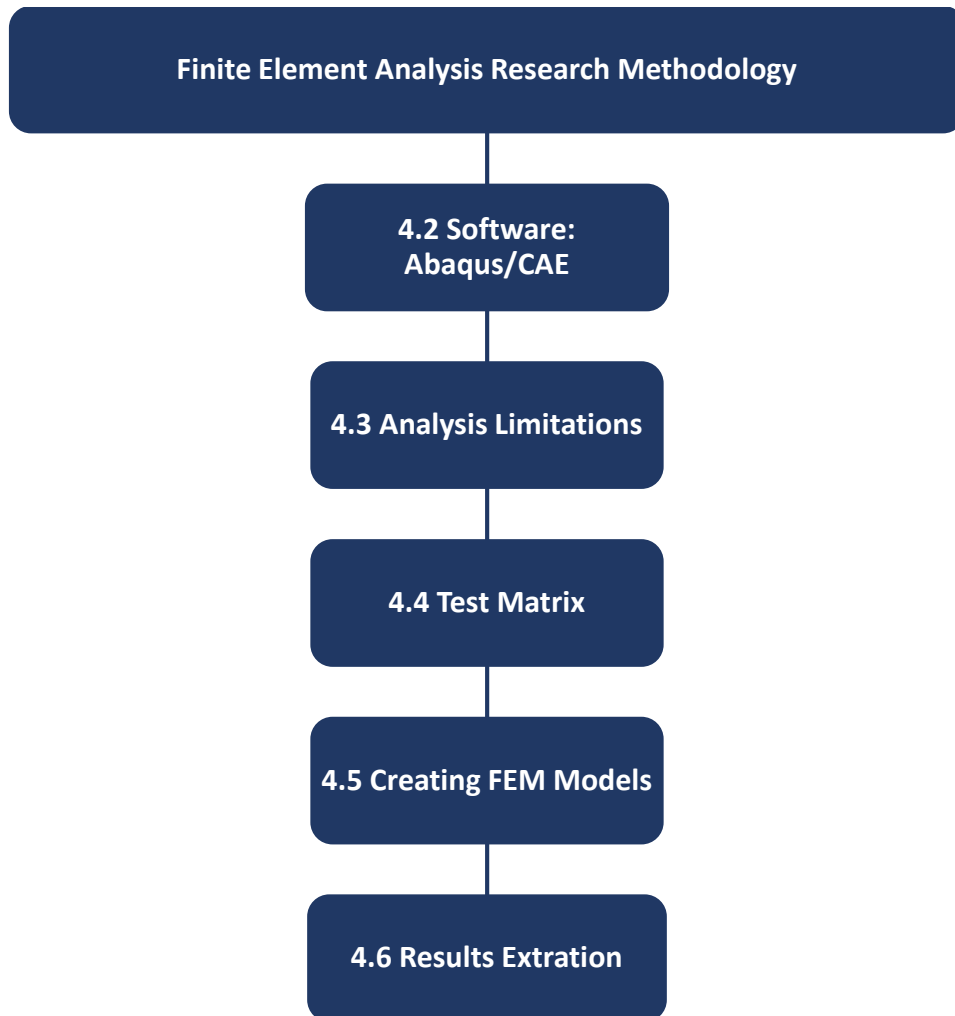 Finite Element Analysis Research Methodology
4.2 Software:
Abaqus/CAE
4.3 Analysis Limitations
4.4 Test Matrix
4.5 Creating FEM Models
4.6 Results Extration